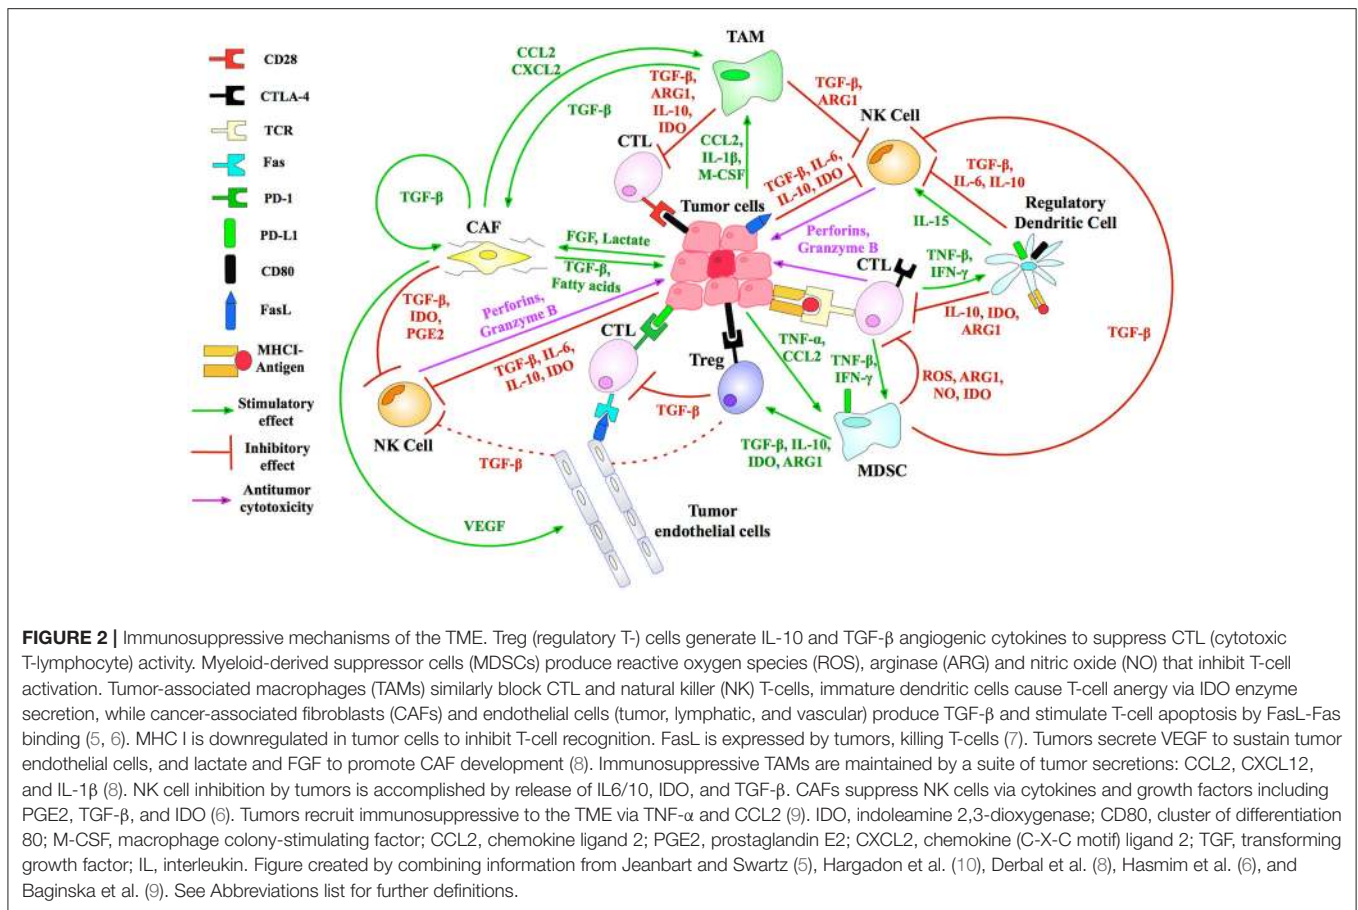 CD28
CTLA-4
TCR
Fas
PD-1
PD-L1
CD80
FasL
MHCI-
Antigen
Stimulatory
effect
Inhibitory
effect
Antitumor
cytotoxicity
TAM
CCL2
CXCL2
TGF-β
TGF-β,
ARG1,
IL-10,
IDO
TGF-β,
ARG1
NK Cell
CTL
CCL2,
IL-1β,
M-CSF
TGF-β, IL-6,
IL-10, IDO
TGF-β,
IL-6, IL-10
Regulatory
Dendritic Cell
TGF-β
CAF
Tumor cells
IL-15
FGF, Lactate
TGF-β,
Fatty acids
Perforins,
Granzyme B
CTL
TNF-β,
IFN-γ
IL-10, IDO,
ARG1
TGF-β
TGF-β,
IDO,
PGE2
Perforins,
Granzyme B
TGF-β, IL-6,
IL-10, IDO
CTL
Treg
TNF-α,
CCL2
TNF-β,
IFN-γ
ROS, ARG1,
NO, IDO
TGF-β
NK Cell
TGF-β
TGF-β, IL-10,
IDO, ARG1
MDSC
VEGF
Tumor
endothelial cells
FIGURE 2 | Immunosuppressive mechanisms of the TME. Treg (regulatory T-) cells generate IL-10 and TGF-β angiogenic cytokines to suppress CTL (cytotoxic
T-lymphocyte) activity. Myeloid-derived suppressor cells (MDSCs) produce reactive oxygen species (ROS), arginase (ARG) and nitric oxide (NO) that inhibit T-cell
activation. Tumor-associated macrophages (TAMs) similarly block CTL and natural killer (NK) T-cells, immature dendritic cells cause T-cell anergy via IDO enzyme
secretion, while cancer-associated fibroblasts (CAFs) and endothelial cells (tumor, lymphatic, and vascular) produce TGF-β and stimulate T-cell apoptosis by FasL-Fas
binding (5, 6). MHC I is downregulated in tumor cells to inhibit T-cell recognition. FasL is expressed by tumors, killing T-cells (7). Tumors secrete VEGF to sustain tumor
endothelial cells, and lactate and FGF to promote CAF development (8). Immunosuppressive TAMs are maintained by a suite of tumor secretions: CCL2, CXCL12,
and IL-1β (8). NK cell inhibition by tumors is accomplished by release of IL6/10, IDO, and TGF-β. CAFs suppress NK cells via cytokines and growth factors including
PGE2, TGF-β, and IDO (6). Tumors recruit immunosuppressive to the TME via TNF-α and CCL2 (9). IDO, indoleamine 2,3-dioxygenase; CD80, cluster of differentiation
80; M-CSF, macrophage colony-stimulating factor; CCL2, chemokine ligand 2; PGE2, prostaglandin E2; CXCL2, chemokine (C-X-C motif) ligand 2; TGF, transforming
growth factor; IL, interleukin. Figure created by combining information from Jeanbart and Swartz (5), Hargadon et al. (10), Derbal et al. (8), Hasmim et al. (6), and
Baginska et al. (9). See Abbreviations list for further definitions.